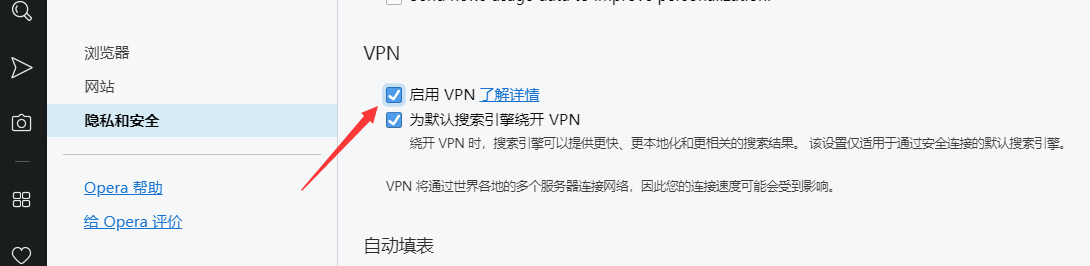 VPN
浏览器
启用 VPN 了解详情
网站
为默认搜索引擎绕开 VPN
隐私和安全
绕开 VPN 时，搜索引擎可以提供更快、更本地化和更相关的搜索结果。 该设置仅适用于通过安全连接的默认搜索引擎。
Opera 帮助
VPN 将通过世界各地的多个服务器连接网络，因此您的连接速度可能会受到影响。
给 Opera 评价
自动填表